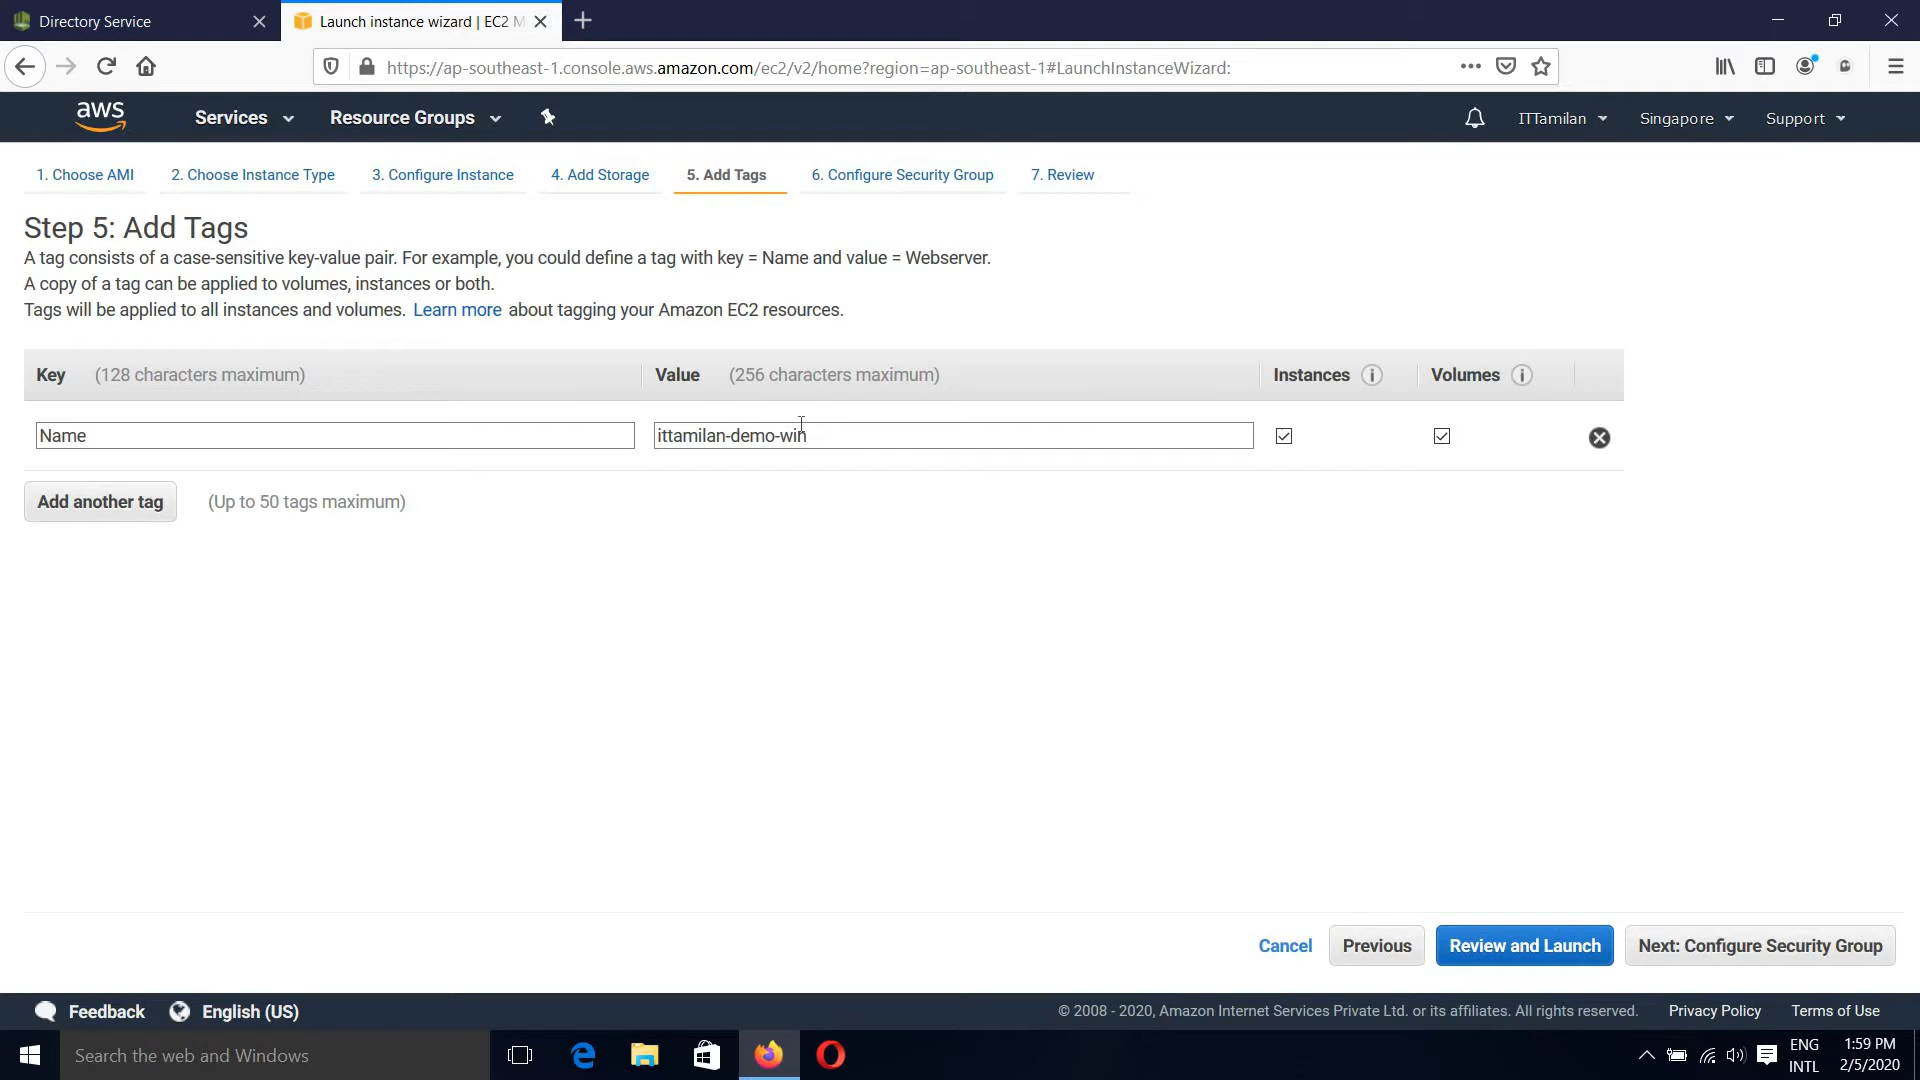 Directory Service
Launch instance wizard | EC2 M
https://ap-southeast-1.console.aws.amazon.com/ec2/v2/home?region=ap-southeast-1#LaunchInstanceWizard:
aws Services Resource Groups ITTamilan Singapore Support
1. Choose AMI 2. Choose Instance Type 3. Configure Instance 4. Add Storage 5. Add Tags 6. Configure Security Group 7. Review
Step 5: Add Tags
A tag consists of a case-sensitive key-value pair. For example, you could define a tag with key = Name and value = Webserver.
A copy of a tag can be applied to volumes, instances or both.
Tags will be applied to all instances and volumes. Learn more about tagging your Amazon EC2 resources.
Key (128 characters maximum) Value (256 characters maximum) Instances Volumes
Name ittamilan-demo-win
Add another tag (Up to 50 tags maximum)
Cancel Previous Review and Launch Next: Configure Security Group
Feedback English (US) © 2008 - 2020, Amazon Internet Services Private Ltd. or its affiliates. All rights reserved. Privacy Policy Terms of Use
Search the web and Windows
ENG
INTL
1:59 PM
2/5/2020